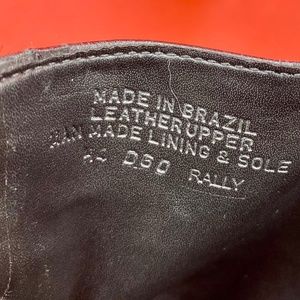 MADE IN BRAZIL
LEATHER UPPER
MAN MADE LINING & SOLE
D60 RALLY